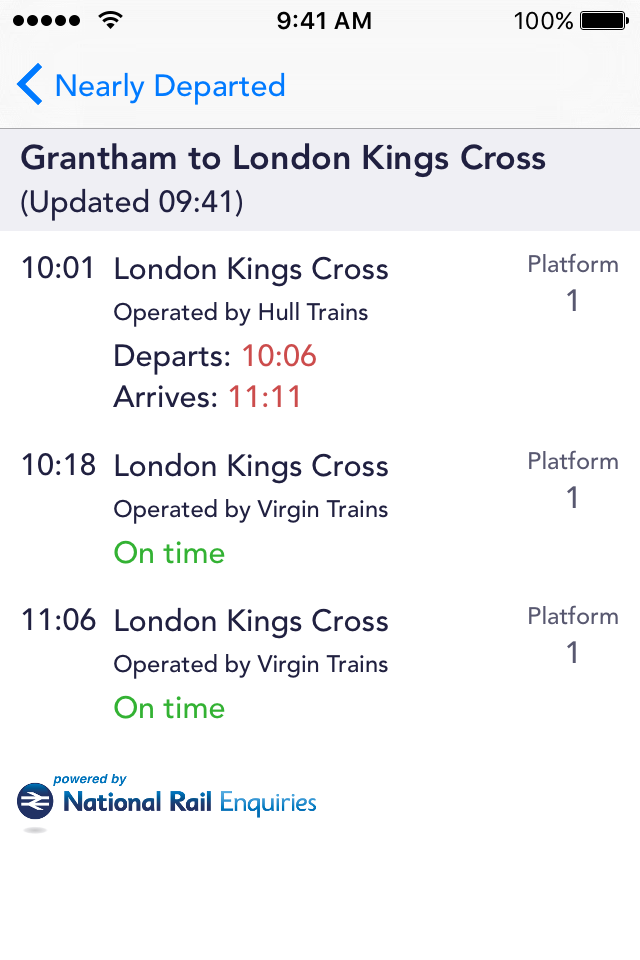 9:41 AM 100%
Nearly Departed
Grantham to London Kings Cross
(Updated 09:41)
10:01 London Kings Cross Platform
Operated by Hull Trains 1
Departs: 10:06
Arrives: 11:11
10:18 London Kings Cross Platform
Operated by Virgin Trains 1
On time
11:06 London Kings Cross Platform
Operated by Virgin Trains 1
On time
powered by
National Rail Enquiries